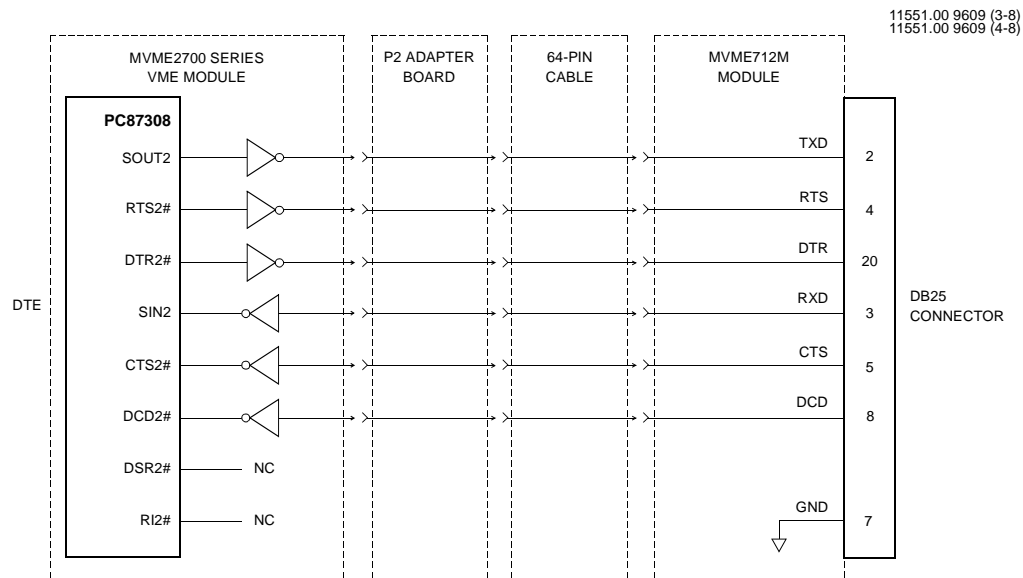 11551.00 9609 (3-8)
11551.00 9609 (4-8)
MVME2700 SERIES
VME MODULE
P2 ADAPTER
BOARD
64-PIN
CABLE
MVME712M
MODULE
PC87308
SOUT2
TXD
2
RTS2#
RTS
4
DTR2#
DTR
20
DTE
SIN2
RXD
3
DB25
CONNECTOR
CTS2#
CTS
5
DCD2#
DCD
8
DSR2#
NC
RI2#
NC
GND
7